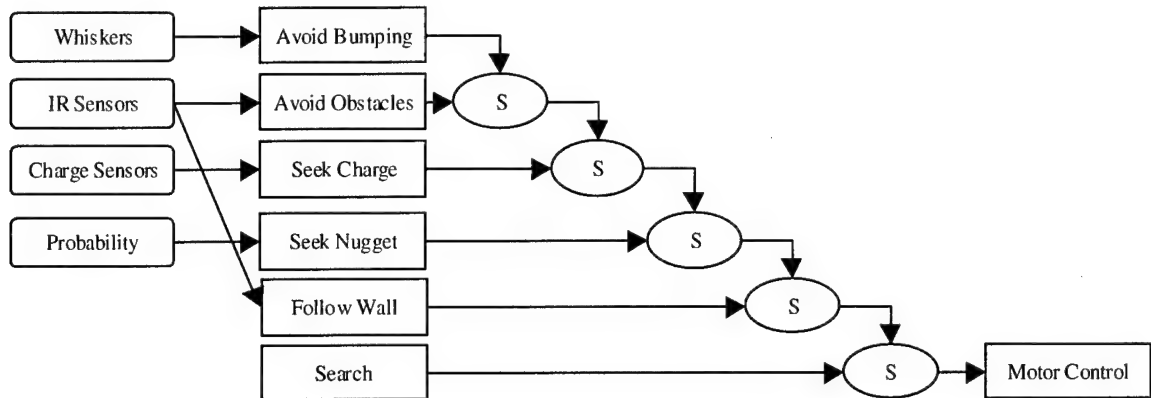 Whiskers
Avoid Bumping
IR Sensors
Avoid Obstacles
S
Charge Sensors
Seek Charge
S
Probability
Seek Nugget
S
Follow Wall
S
Search
S
Motor Control